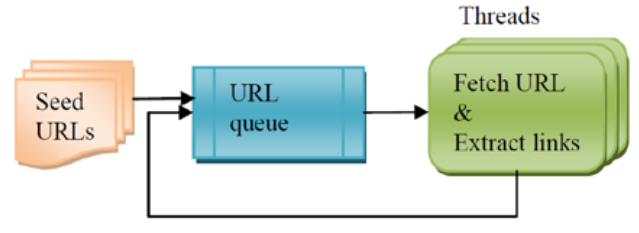 Threads
Seed
URLs
URL
queue
Fetch URL
&
Extract links